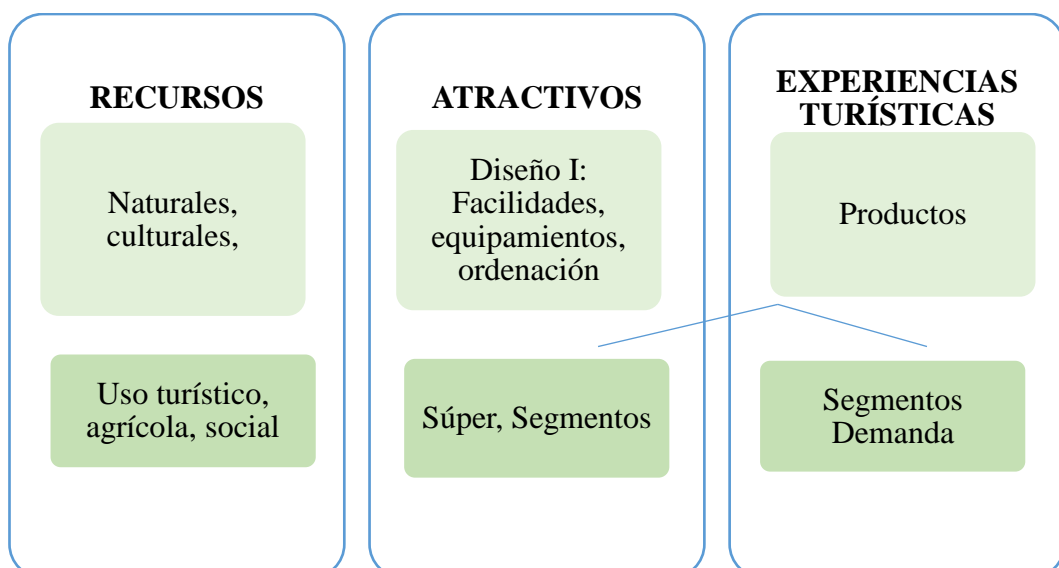 RECURSOS
Naturales,
culturales,
Uso turístico,
agrícola, social
ATRACTIVOS
Diseño I:
Facilidades,
equipamientos,
ordenación
Súper, Segmentos
EXPERIENCIAS
TURÍSTICAS
Productos
Segmentos
Demanda